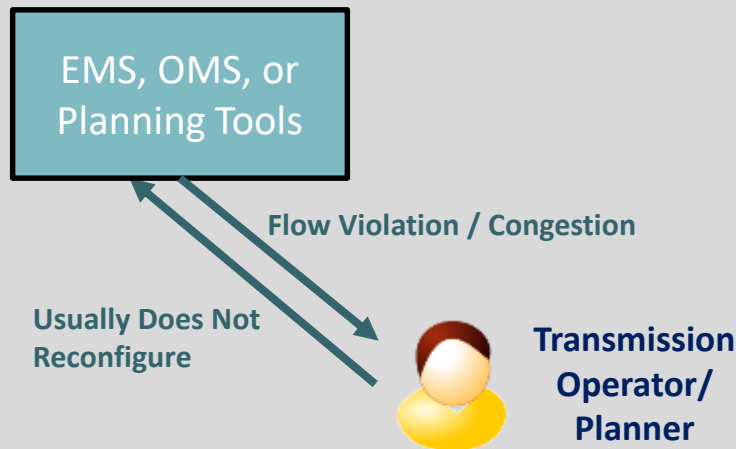 EMS, OMS, or
Planning Tools
Flow Violation / Congestion
Usually Does Not
Reconfigure
Transmission
Operator/
Planner